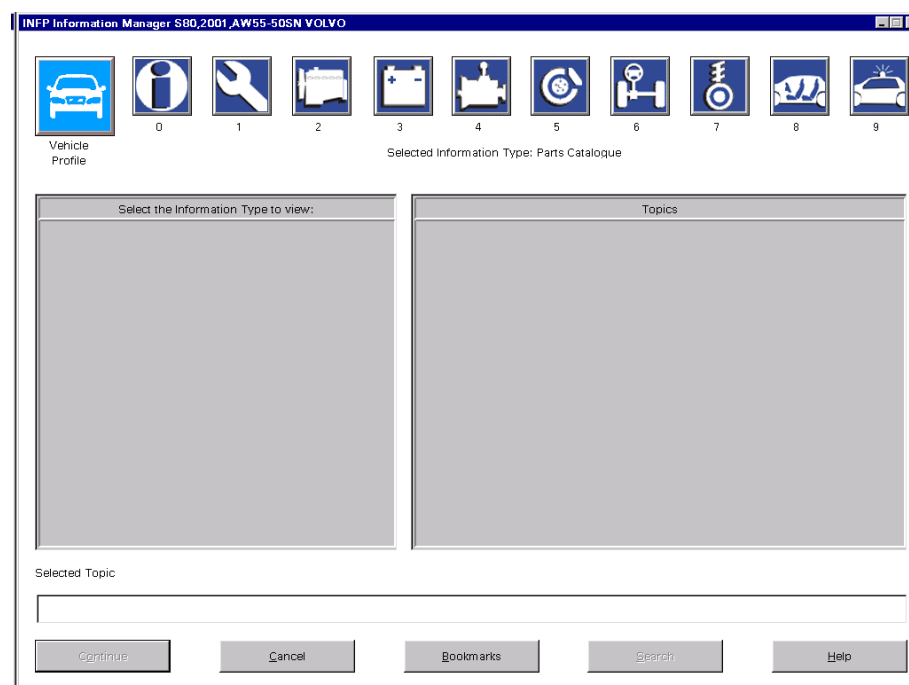 INFP Information Manager S80,2001,AW55-50SN VOLVO
0 1 2 3 4 5 6 7 8 9
Vehicle
Profile
Selected Information Type: Parts Catalogue
Select the Information Type to view:
Topics
Selected Topic
Continue Cancel Bookmarks Search Help